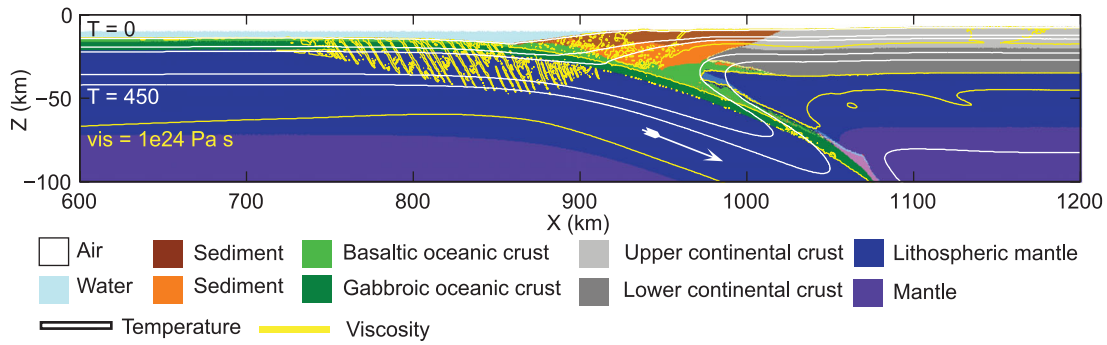 0
T = 0
−50
T = 450
vis = 1e24 Pa s
−100
Z (km)
600 700 800 900 1000 1100 1200
X (km)
Air Sediment Basaltic oceanic crust Upper continental crust Lithospheric mantle
Water Sediment Gabbroic oceanic crust Lower continental crust Mantle
Temperature Viscosity